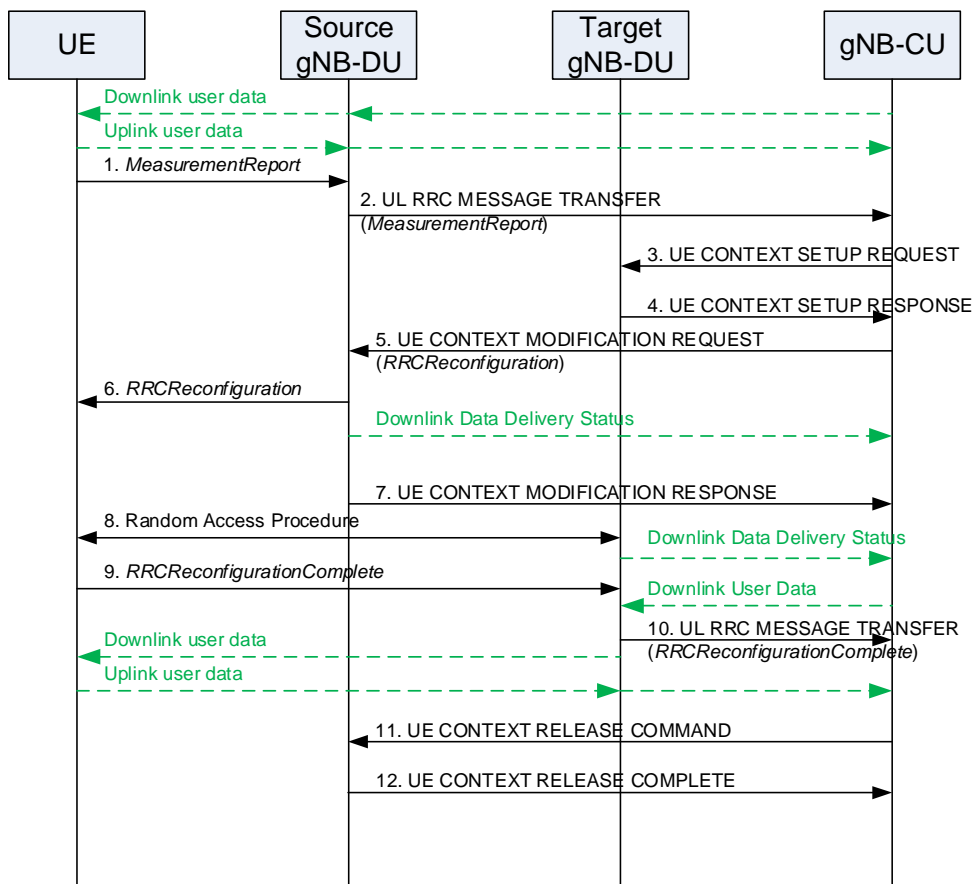 UE
Source
gNB-DU
Target
gNB-DU
gNB-CU
Downlink user data
Uplink user data
1. MeasurementReport
2. UL RRC MESSAGE TRANSFER
(MeasurementReport)
3. UE CONTEXT SETUP REQUEST
4. UE CONTEXT SETUP RESPONSE
5. UE CONTEXT MODIFICATION REQUEST
(RRCReconfiguration)
6. RRCReconfiguration
Downlink Data Delivery Status
7. UE CONTEXT MODIFICATION RESPONSE
8. Random Access Procedure
Downlink Data Delivery Status
9. RRCReconfigurationComplete
Downlink User Data
10. UL RRC MESSAGE TRANSFER
(RRCReconfigurationComplete)
Downlink user data
Uplink user data
11. UE CONTEXT RELEASE COMMAND
12. UE CONTEXT RELEASE COMPLETE